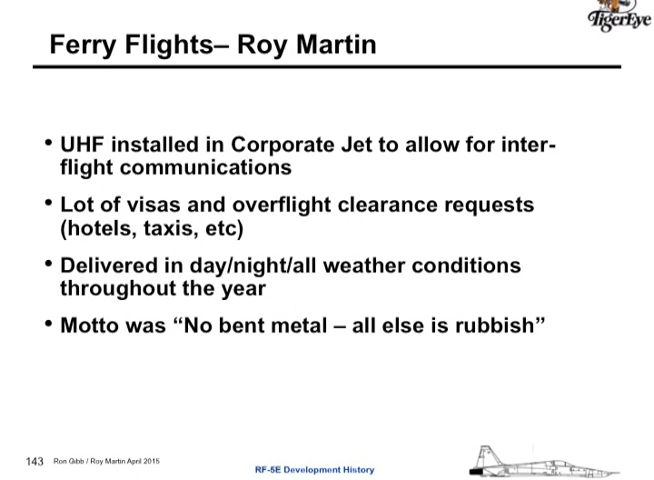 TigerEye
Ferry Flights– Roy Martin
• UHF installed in Corporate Jet to allow for inter-
flight communications
• Lot of visas and overflight clearance requests
(hotels, taxis, etc)
• Delivered in day/night/all weather conditions
throughout the year
• Motto was “No bent metal – all else is rubbish”
143 Ron Gibb / Roy Martin April 2015
RF-5E Development History